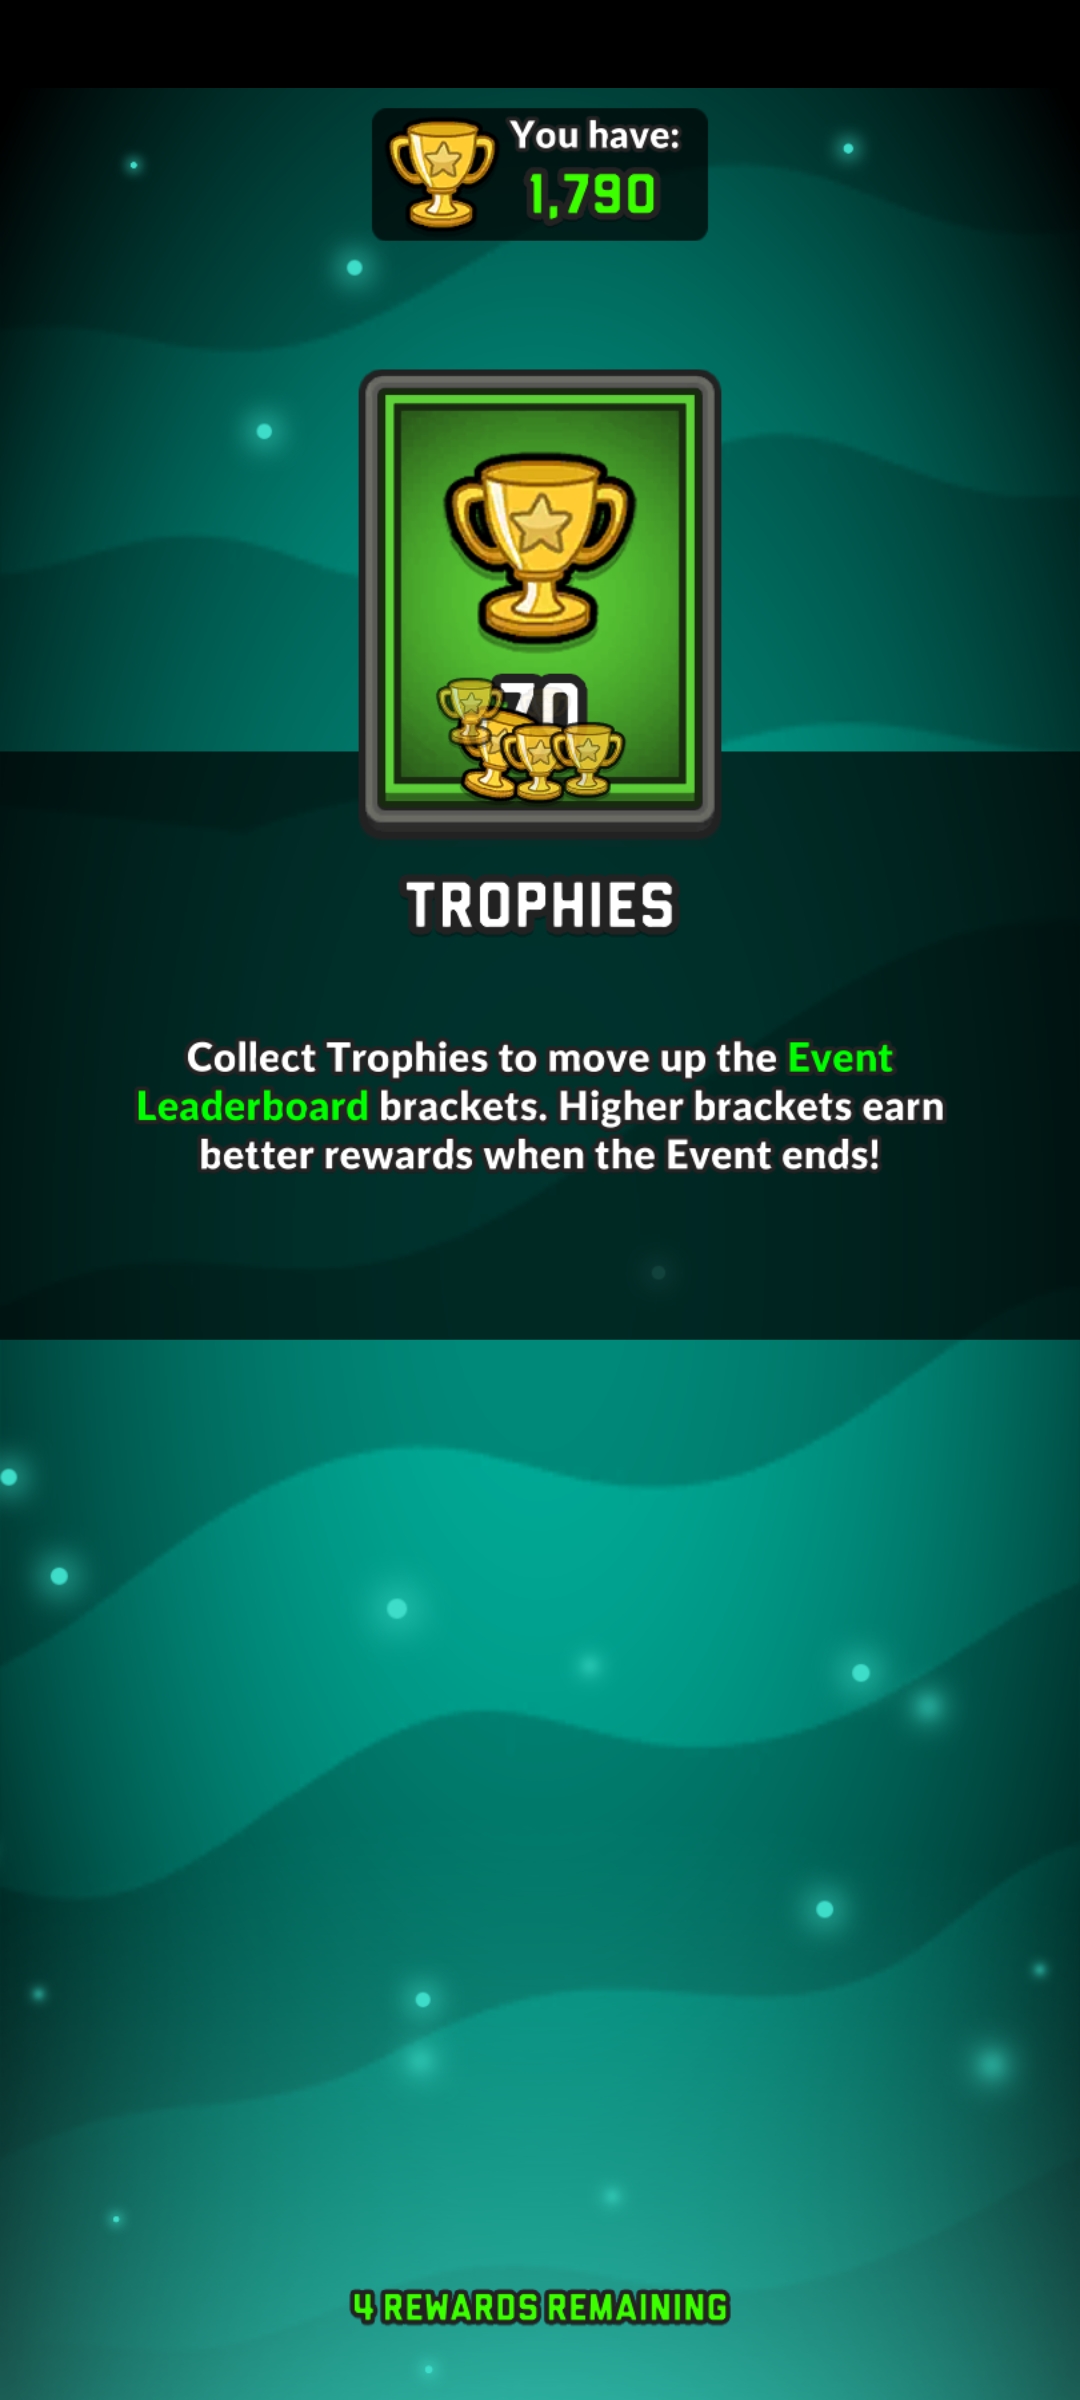 You have:
1,790
70
TROPHIES
Collect Trophies to move up the Event
Leaderboard brackets. Higher brackets earn
better rewards when the Event ends!
4 REWARDS REMAINING